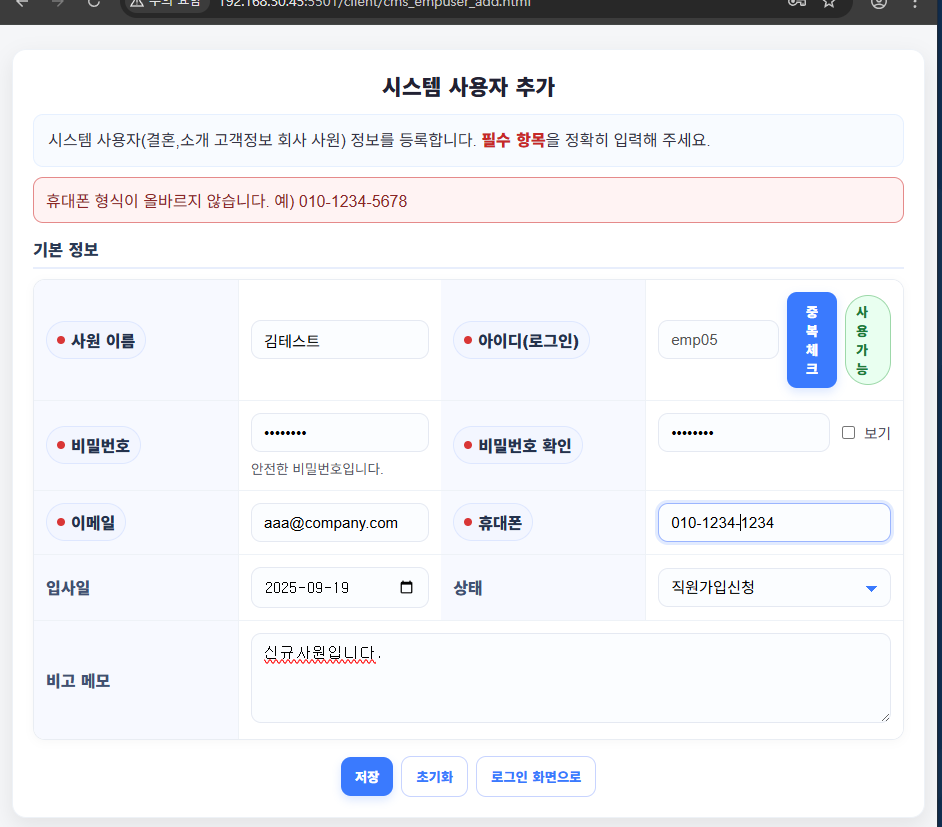 주의 요함
192.168.30.45:5501/client/cms_empuser_add.html
시스템 사용자 추가
시스템 사용자(결혼,소개 고객정보 회사 사원) 정보를 등록합니다. 필수 항목을 정확히 입력해 주세요.
휴대폰 형식이 올바르지 않습니다. 예) 010-1234-5678
기본 정보
사원 이름
김테스트
아이디(로그인)
emp05
중
복
체
크
사
용
가
능
비밀번호
••••••••
안전한 비밀번호입니다.
비밀번호 확인
••••••••
보기
이메일
aaa@company.com
휴대폰
010-1234-1234
입사일
2025-09-19
상태
직원가입신청
비고 메모
신규사원입니다.
저장
초기화
로그인 화면으로